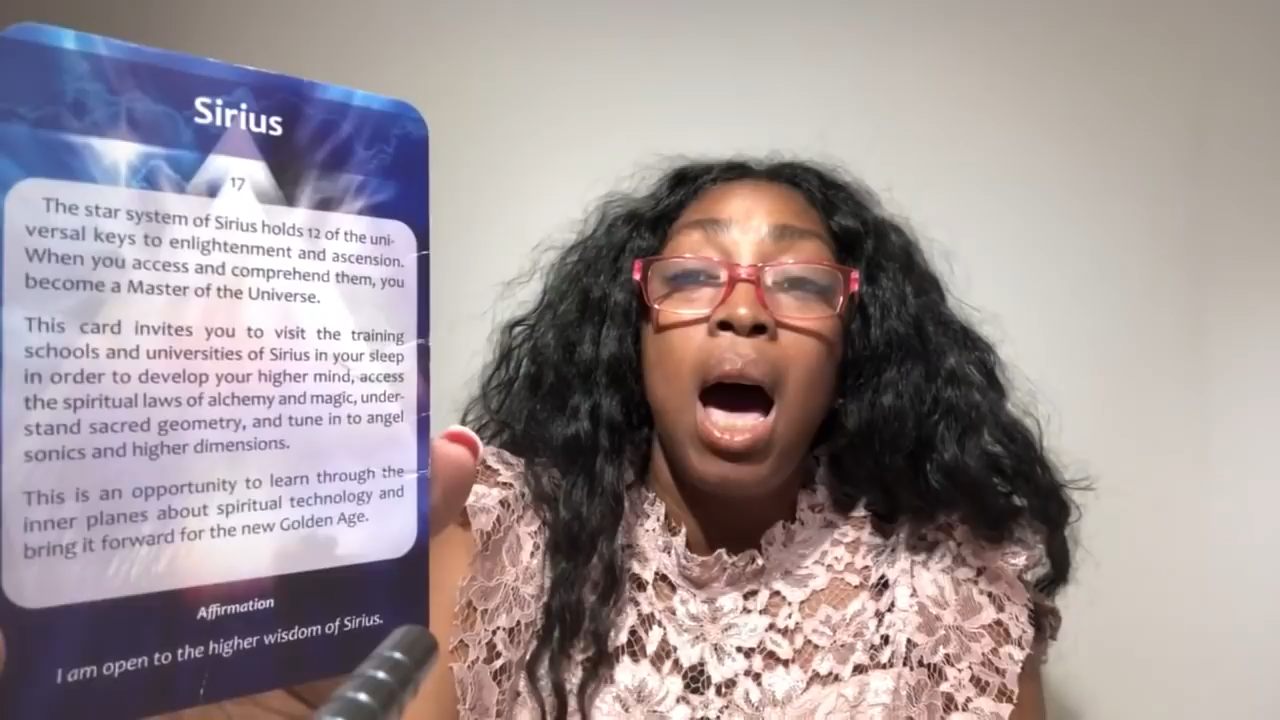 Sirius
17
The star system of Sirius holds 12 of the uni-
versal keys to enlightenment and ascension.
When you access and comprehend them, you
become a Master of the Universe.
This card invites you to visit the training
schools and universities of Sirius in your sleep
in order to develop your higher mind, access
the spiritual laws of alchemy and magic, under-
stand sacred geometry, and tune in to angel
sonics and higher dimensions.
This is an opportunity to learn through the
inner planes about spiritual technology and
bring it forward for the new Golden Age.
Affirmation
I am open to the higher wisdom of Sirius.